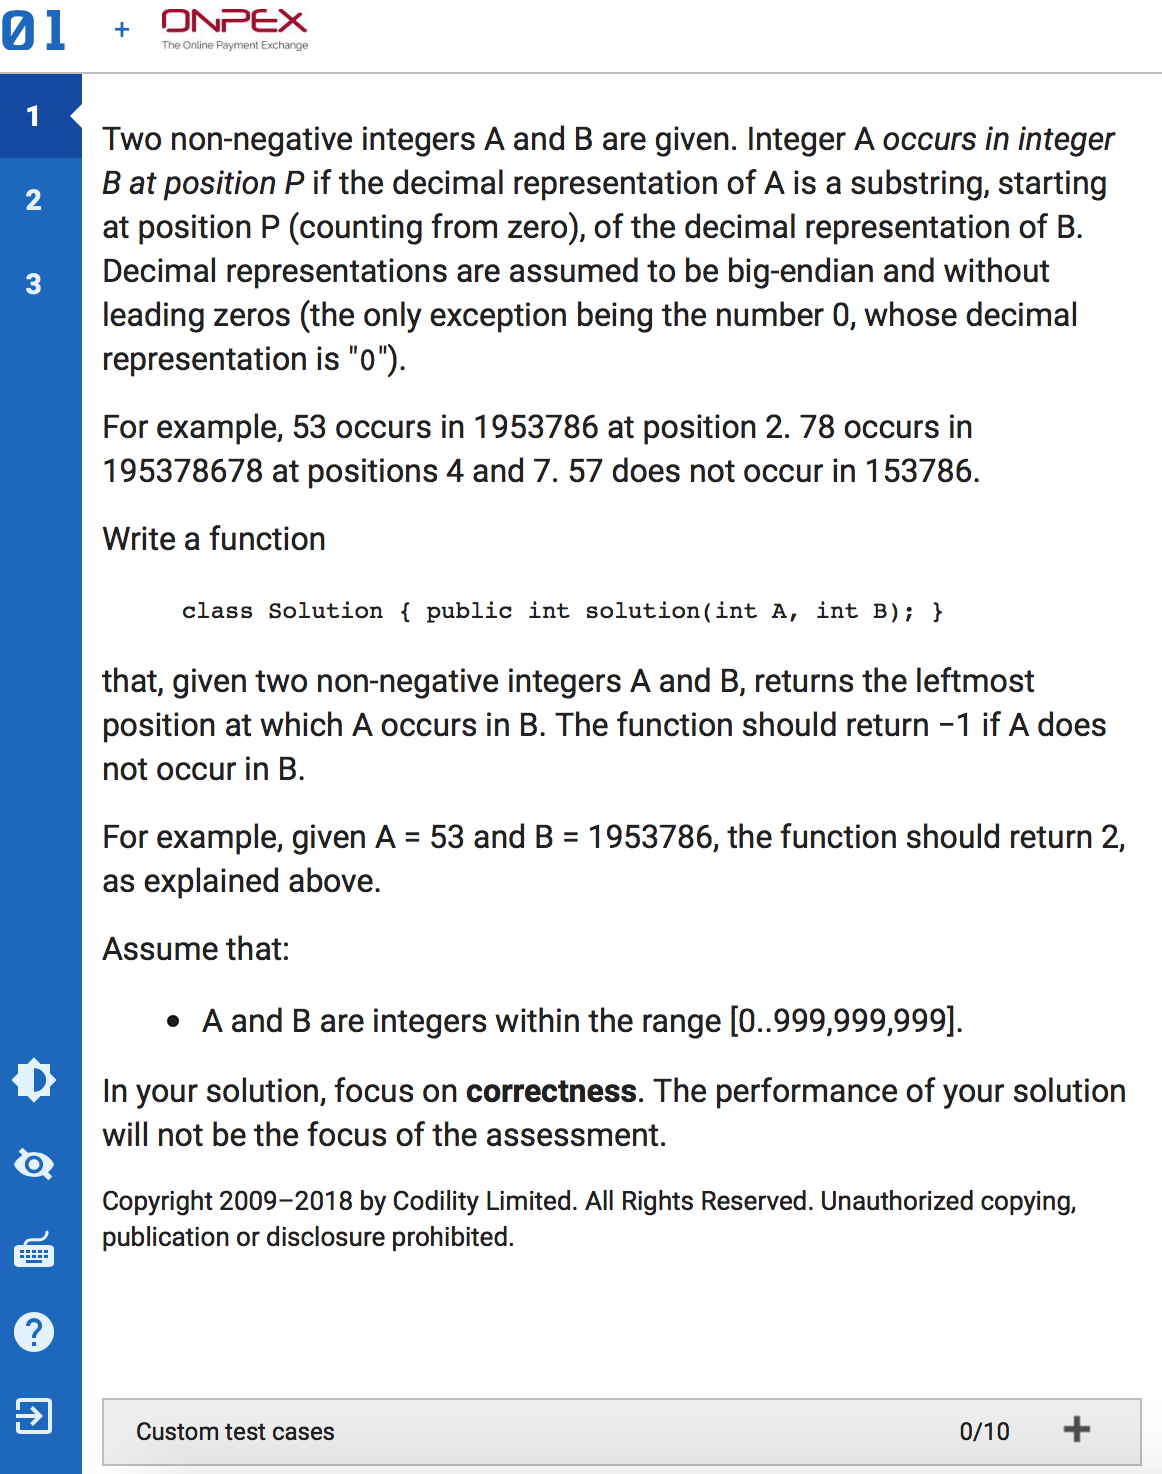 01 + ONPEX
The Online Payment Exchange
1
2
3
Two non-negative integers A and B are given. Integer A occurs in integer
B at position P if the decimal representation of A is a substring, starting
at position P (counting from zero), of the decimal representation of B.
Decimal representations are assumed to be big-endian and without
leading zeros (the only exception being the number 0, whose decimal
representation is "0").
For example, 53 occurs in 1953786 at position 2. 78 occurs in
195378678 at positions 4 and 7. 57 does not occur in 153786.
Write a function
class Solution { public int solution(int A, int B); }
that, given two non-negative integers A and B, returns the leftmost
position at which A occurs in B. The function should return −1 if A does
not occur in B.
For example, given A = 53 and B = 1953786, the function should return 2,
as explained above.
Assume that:
• A and B are integers within the range [0..999,999,999].
In your solution, focus on correctness. The performance of your solution
will not be the focus of the assessment.
Copyright 2009–2018 by Codility Limited. All Rights Reserved. Unauthorized copying,
publication or disclosure prohibited.
?
Custom test cases 0/10 +